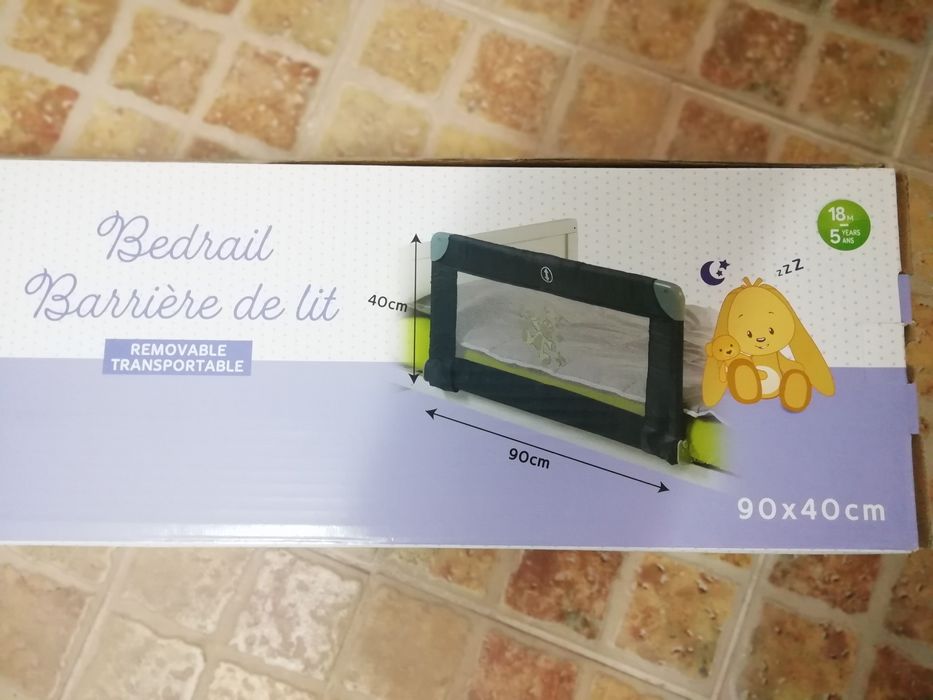 Bedrail
Barrière de lit
REMOVABLE
TRANSPORTABLE
40cm
90cm
18M
5 YEARS
ANS
zzZ
90x40cm